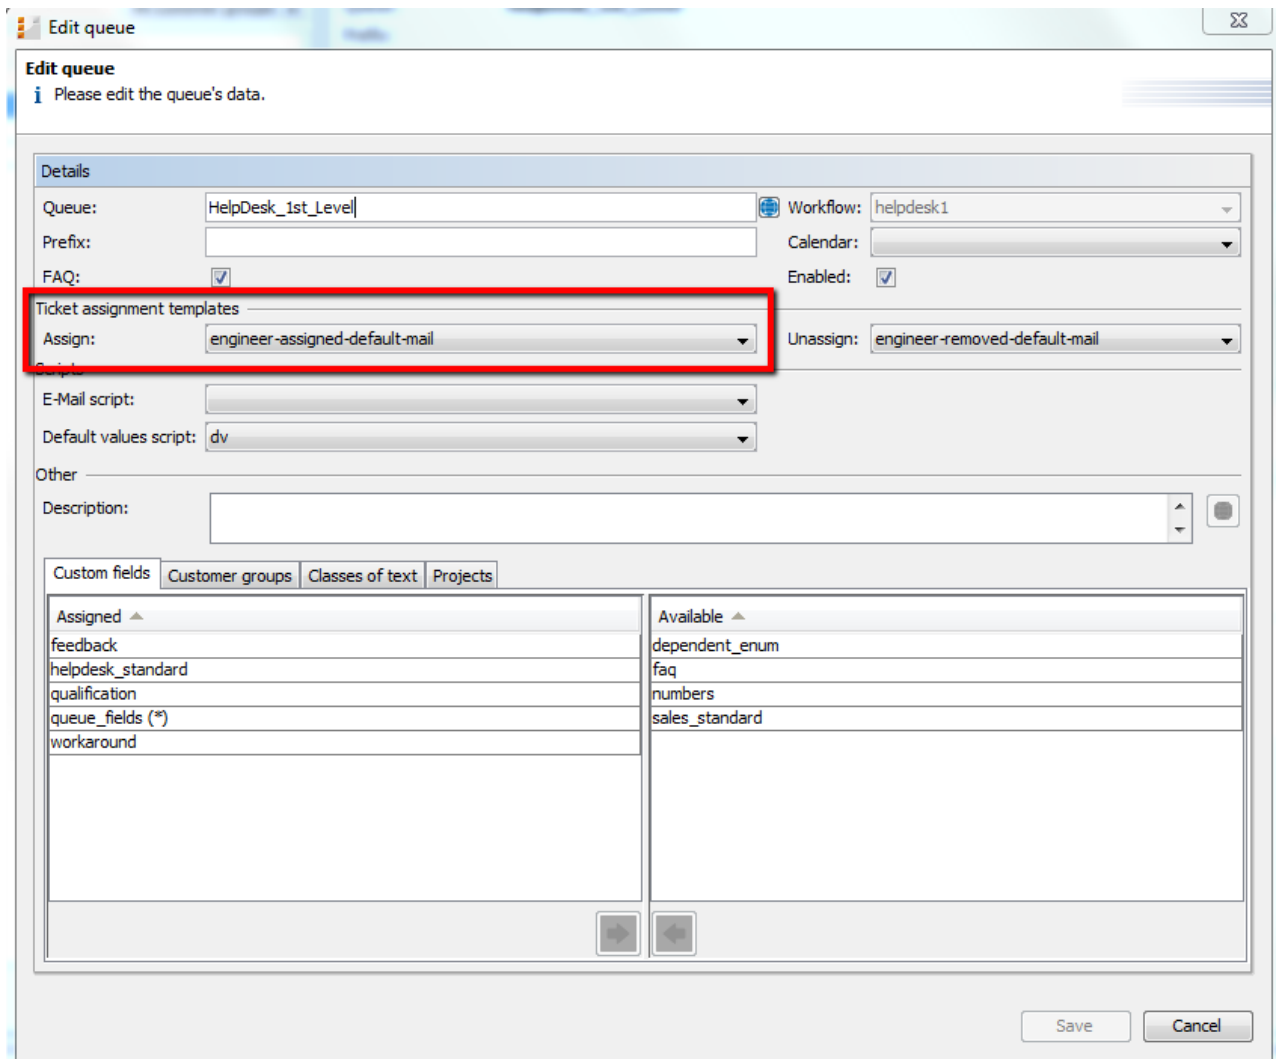 Edit queue
Edit queue
Please edit the queue's data.
Details
Queue: HelpDesk_1st_Level Workflow: helpdesk1
Prefix: Calendar:
FAQ: Enabled:
Ticket assignment templates
Assign: engineer-assigned-default-mail Unassign: engineer-removed-default-mail
Scripts
E-Mail script:
Default values script: dv
Other
Description:
Custom fields Customer groups Classes of text Projects
Assigned Available
feedback dependent_enum
helpdesk_standard faq
qualification numbers
queue_fields (*) sales_standard
workaround
Save Cancel